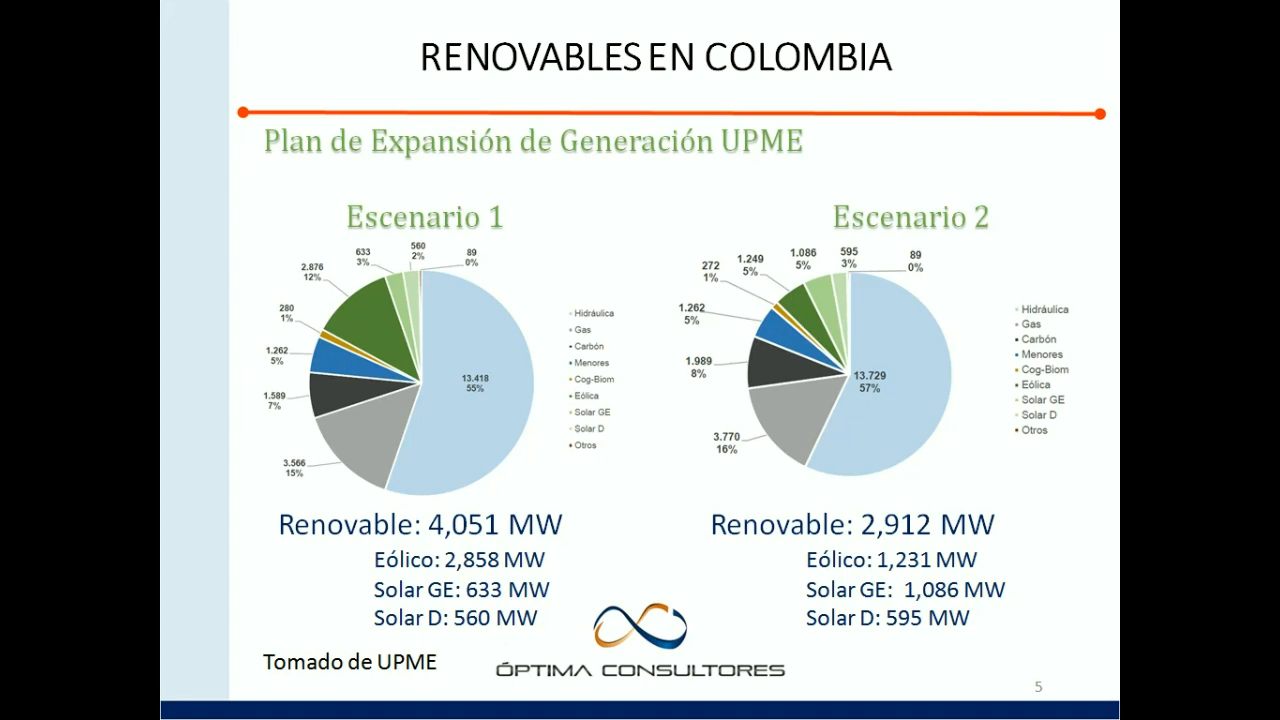 RENOVABLES EN COLOMBIA
Plan de Expansión de Generación UPME
Escenario 1
560
2%
633
3%
89
0%
2.876
12%
280
1%
1.262
5%
1.589
7%
3.566
15%
13.418
55%
Hidráulica
Gas
Carbón
Menores
Cog-Biom
Eólica
Solar GE
Solar D
Otros
Renovable: 4,051 MW
Eólico: 2,858 MW
Solar GE: 633 MW
Solar D: 560 MW
Escenario 2
595
3%
1.086
5%
89
0%
1.249
5%
272
1%
1.262
5%
1.989
8%
3.770
16%
13.729
57%
Hidráulica
Gas
Carbón
Menores
Cog-Biom
Eólica
Solar GE
Solar D
Otros
Renovable: 2,912 MW
Eólico: 1,231 MW
Solar GE: 1,086 MW
Solar D: 595 MW
Tomado de UPME
ÓPTIMA CONSULTORES
5